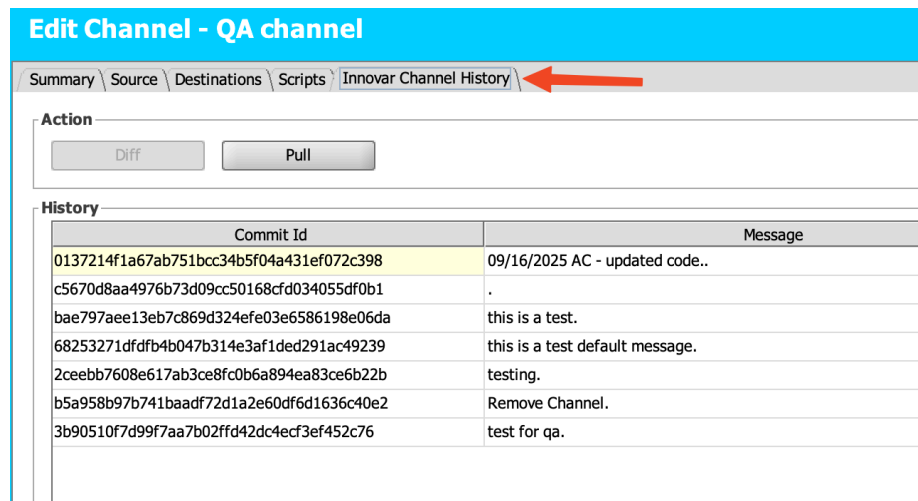 Edit Channel - QA channel
Summary Source Destinations Scripts Innovar Channel History
Action
Diff Pull
History
Commit Id Message
0137214f1a67ab751bcc34b5f04a431ef072c398 09/16/2025 AC - updated code..
c5670d8aa4976b73d09cc50168cfd034055df0b1 .
bae797aee13eb7c869d324efe03e6586198e06da this is a test.
68253271dfdfb4b047b314e3af1ded291ac49239 this is a test default message.
2ceebb7608e617ab3ce8fc0b6a894ea83ce6b22b testing.
b5a958b97b741baadf72d1a2e60df6d1636c40e2 Remove Channel.
3b90510f7d99f7aa7b02ffd42dc4ecf3ef452c76 test for qa.